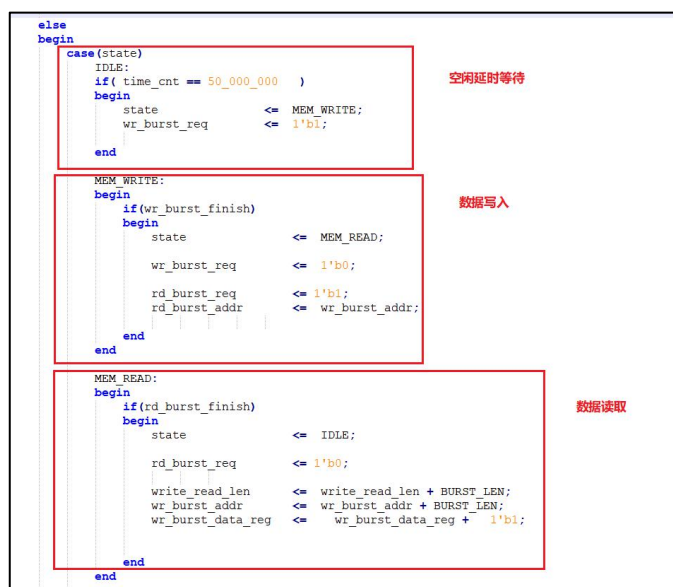 else
begin
case(state)
IDLE:
if( time_cnt == 50_000_000 )
空闲延时等待
begin
state <= MEM_WRITE;
wr_burst_req <= 1'b1;
end
MEM_WRITE:
begin
数据写入
if(wr_burst_finish)
begin
state <= MEM_READ;
wr_burst_req <= 1'b0;
rd_burst_req <= 1'b1;
rd_burst_addr <= wr_burst_addr;
end
end
MEM_READ:
begin
if(rd_burst_finish)
数据读取
begin
state <= IDLE;
rd_burst_req <= 1'b0;
write_read_len <= write_read_len + BURST_LEN;
wr_burst_addr <= wr_burst_addr + BURST_LEN;
wr_burst_data_reg <= wr_burst_data_reg + 1'b1;
end
end